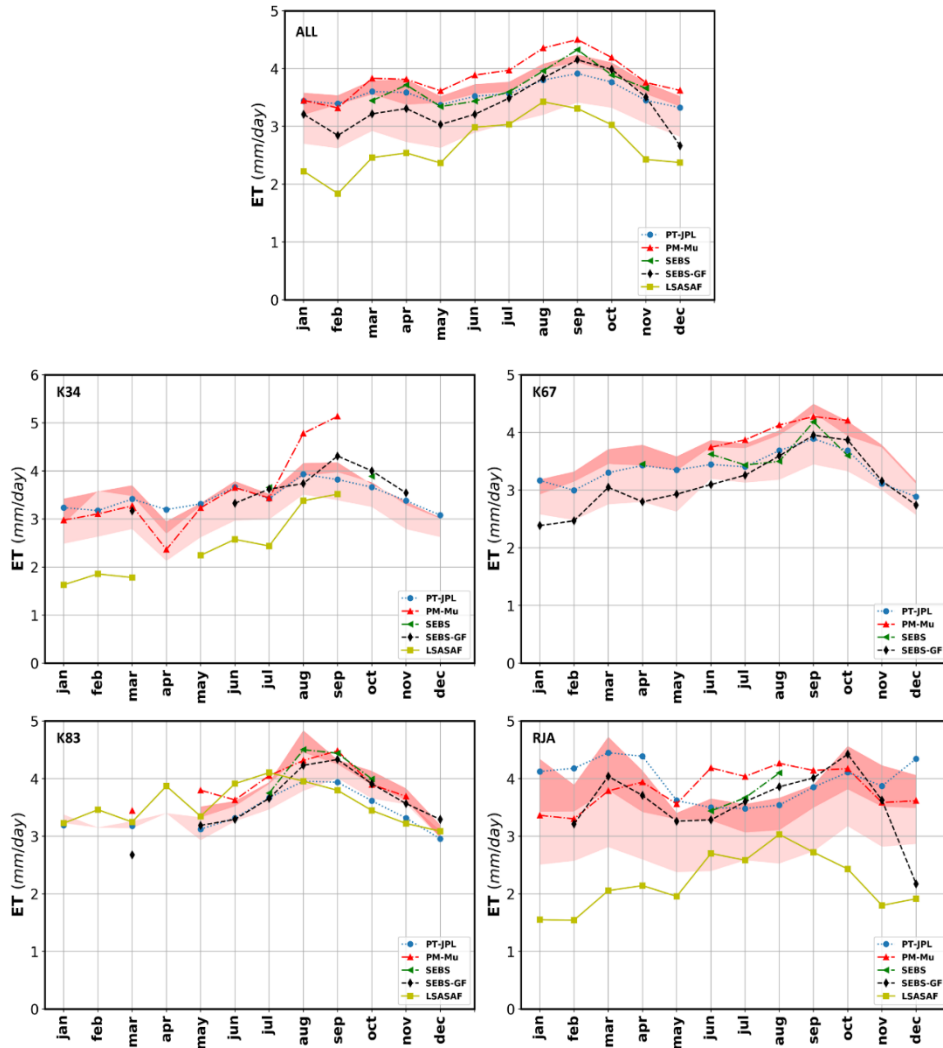 ALL
ET (mm/day)
5
4
3
2
1
0
jan feb mar apr may jun jul aug sep oct nov dec
PT-JPL
PM-Mu
SEBS
SEBS-GF
LSASAF
K34
ET (mm/day)
6
5
4
3
2
1
0
jan feb mar apr may jun jul aug sep oct nov dec
PT-JPL
PM-Mu
SEBS
SEBS-GF
LSASAF
K67
ET (mm/day)
5
4
3
2
1
0
jan feb mar apr may jun jul aug sep oct nov dec
PT-JPL
PM-Mu
SEBS
SEBS-GF
K83
ET (mm/day)
5
4
3
2
1
0
jan feb mar apr may jun jul aug sep oct nov dec
PT-JPL
PM-Mu
SEBS
SEBS-GF
LSASAF
RJA
ET (mm/day)
5
4
3
2
1
0
jan feb mar apr may jun jul aug sep oct nov dec
PT-JPL
PM-Mu
SEBS
SEBS-GF
LSASAF